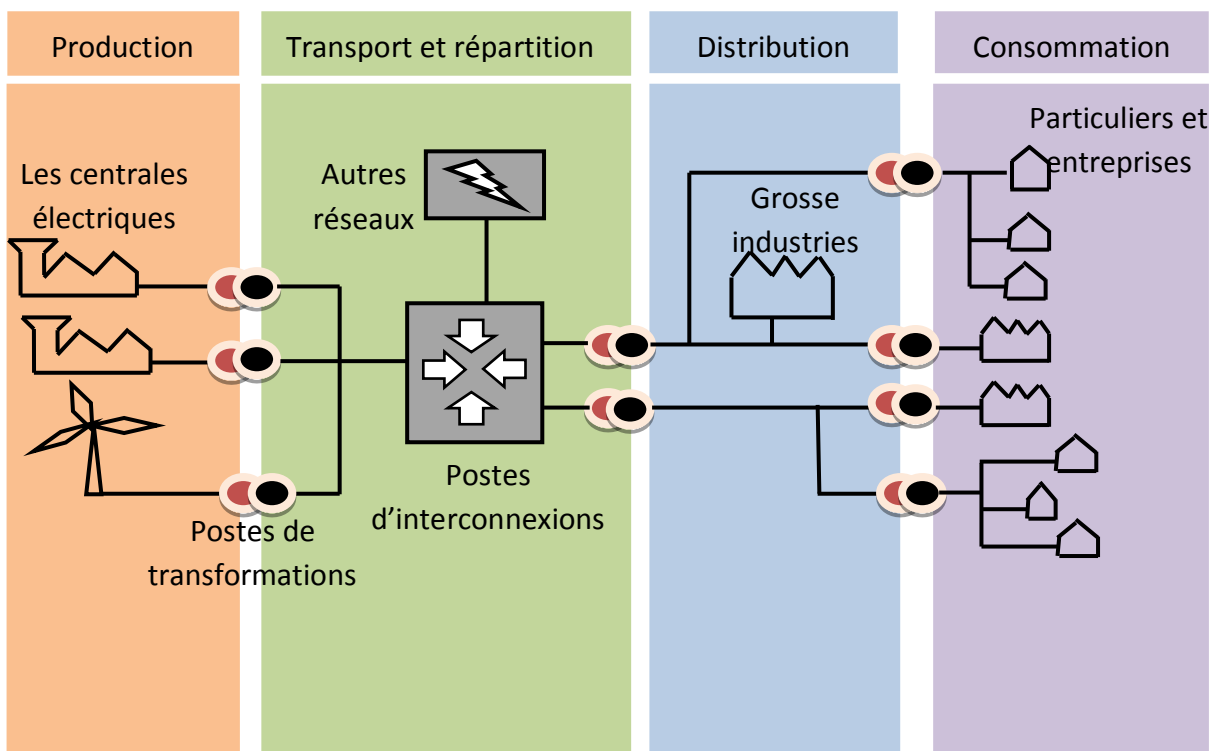 Production
Transport et répartition
Distribution
Consommation
Les centrales
électriques
Autres
réseaux
Grosse
industries
Particuliers et
entreprises
Postes
d’interconnexions
Postes de
transformations